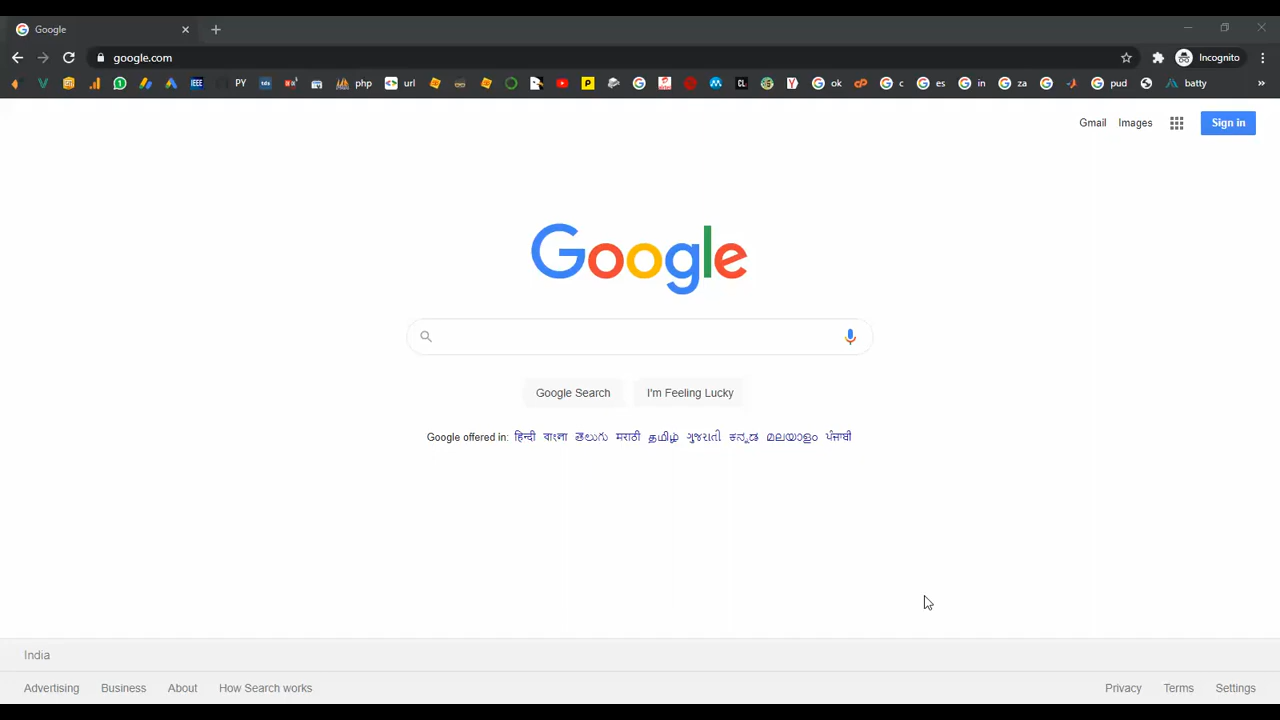 Google
google.com
Incognito
PY php url ok c es in za pud batty
Gmail Images Sign in
Google
Google Search I'm Feeling Lucky
Google offered in: हिन्दी বাংলা తెలుగు मराठी தமிழ் ગુજરાતી ಕನ್ನಡ മലയാളം ਪੰਜਾਬੀ
India
Advertising Business About How Search works Privacy Terms Settings